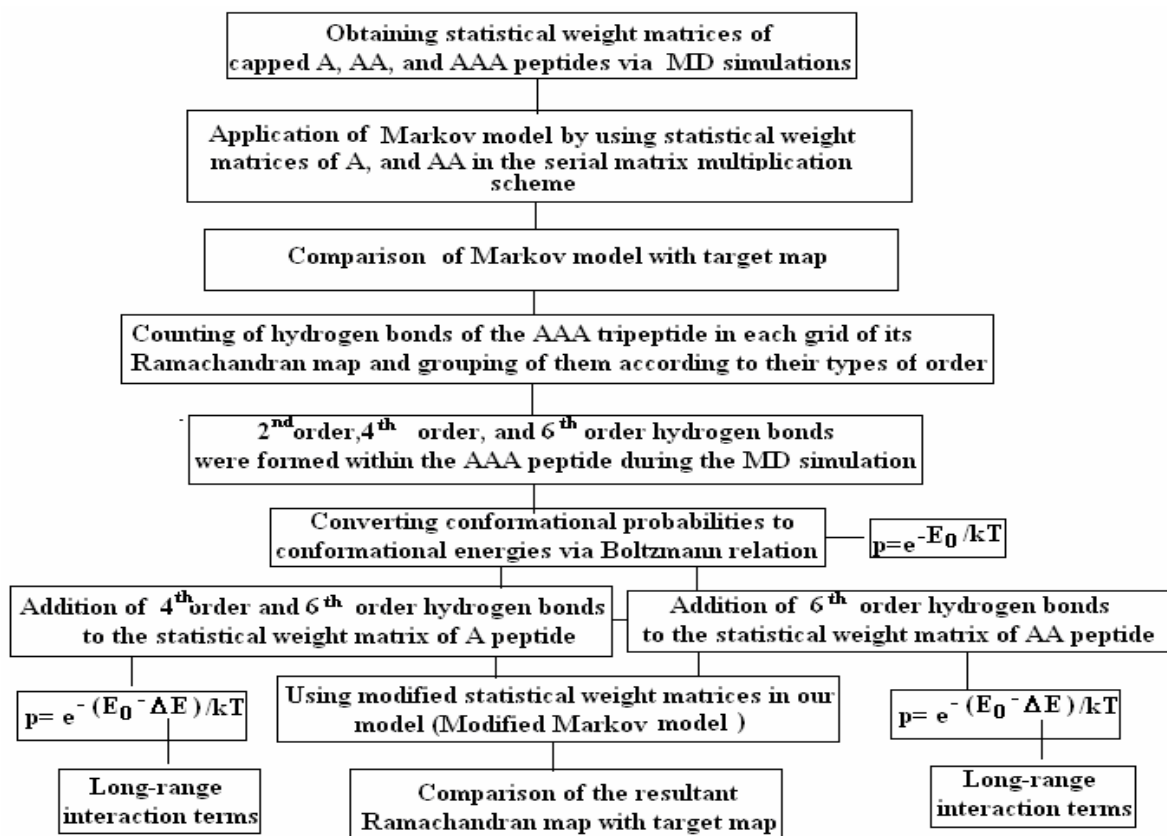 Obtaining statistical weight matrices of
capped A, AA, and AAA peptides via MD simulations
Application of Markov model by using statistical weight
matrices of A, and AA in the serial matrix multiplication
scheme
Comparison of Markov model with target map
Counting of hydrogen bonds of the AAA tripeptide in each grid of its
Ramachandran map and grouping of them according to their types of order
2nd order, 4th order, and 6th order hydrogen bonds
were formed within the AAA peptide during the MD simulation
Converting conformational probabilities to
conformational energies via Boltzmann relation
p=e-E0/kT
Addition of 4th order and 6th order hydrogen bonds
to the statistical weight matrix of A peptide
Addition of 6th order hydrogen bonds
to the statistical weight matrix of AA peptide
p= e-(E0-ΔE)/kT
Using modified statistical weight matrices in our
model (Modified Markov model )
p= e-(E0-ΔE)/kT
Long-range
interaction terms
Comparison of the resultant
Ramachandran map with target map
Long-range
interaction terms